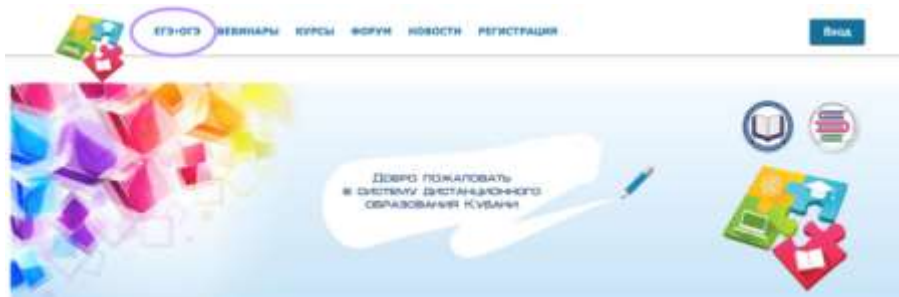 ЕГЭ+ОГЭ ВЕБИНАРЫ КУРСЫ ФОРУМ НОВОСТИ РЕГИСТРАЦИЯ Вход
Добро пожаловать
в систему дистанционного
образования Кубани